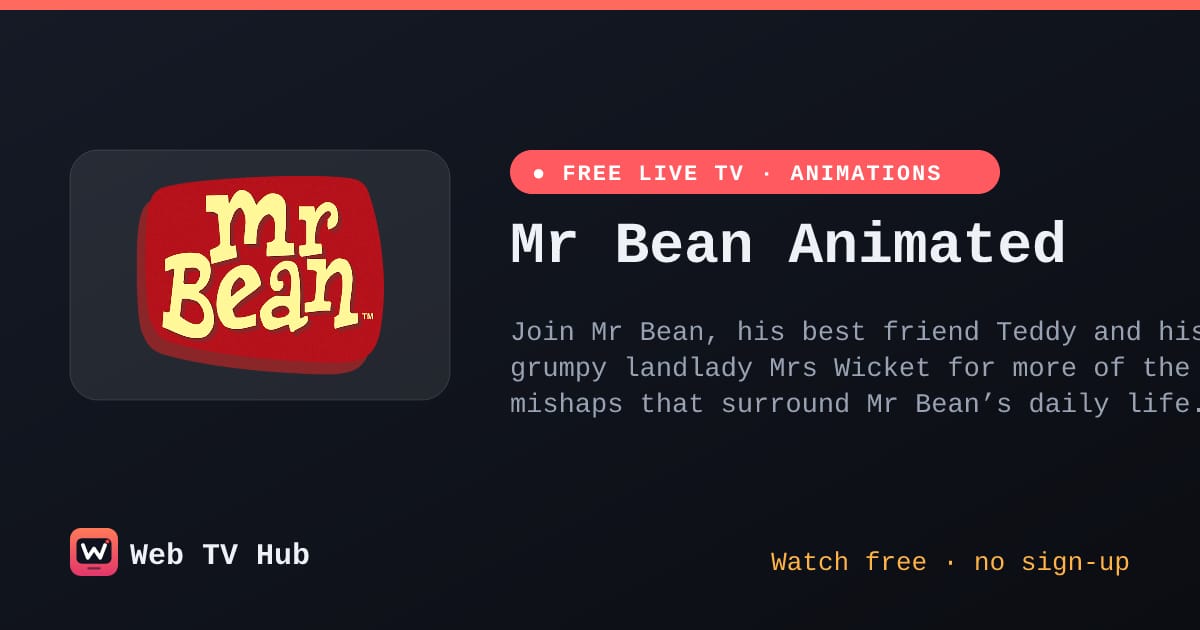 mr
Bean
™
• FREE LIVE TV · ANIMATIONS
Mr Bean Animated
Join Mr Bean, his best friend Teddy and his
grumpy landlady Mrs Wicket for more of the
mishaps that surround Mr Bean’s daily life.
W
Web TV Hub
Watch free · no sign-up